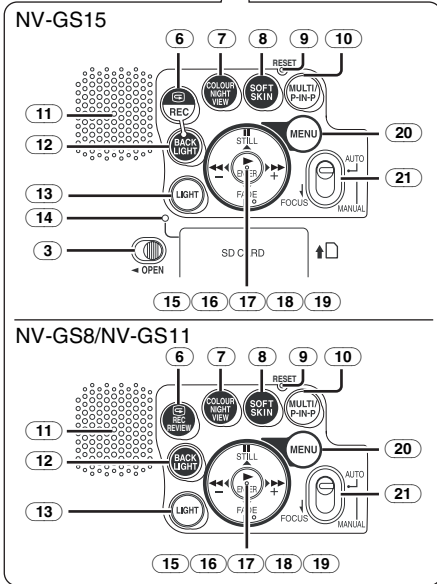 NV-GS15
6 7 8 9 10
RESET
REC
COLOUR NIGHT VIEW
SOFT SKIN
MULTI/ P-IN-P
11
12
BACK LIGHT
STILL
MENU
20
AUTO
21
13
LIGHT
ENTER
− +
FADE
FOCUS
MANUAL
14
3
OPEN
SD CARD
15 16 17 18 19
NV-GS8/NV-GS11
6 7 8 9 10
RESET
REC REVIEW
COLOUR NIGHT VIEW
SOFT SKIN
MULTI/ P-IN-P
11
12
BACK LIGHT
STILL
MENU
20
AUTO
21
13
LIGHT
ENTER
− +
FADE
FOCUS
MANUAL
15 16 17 18 19